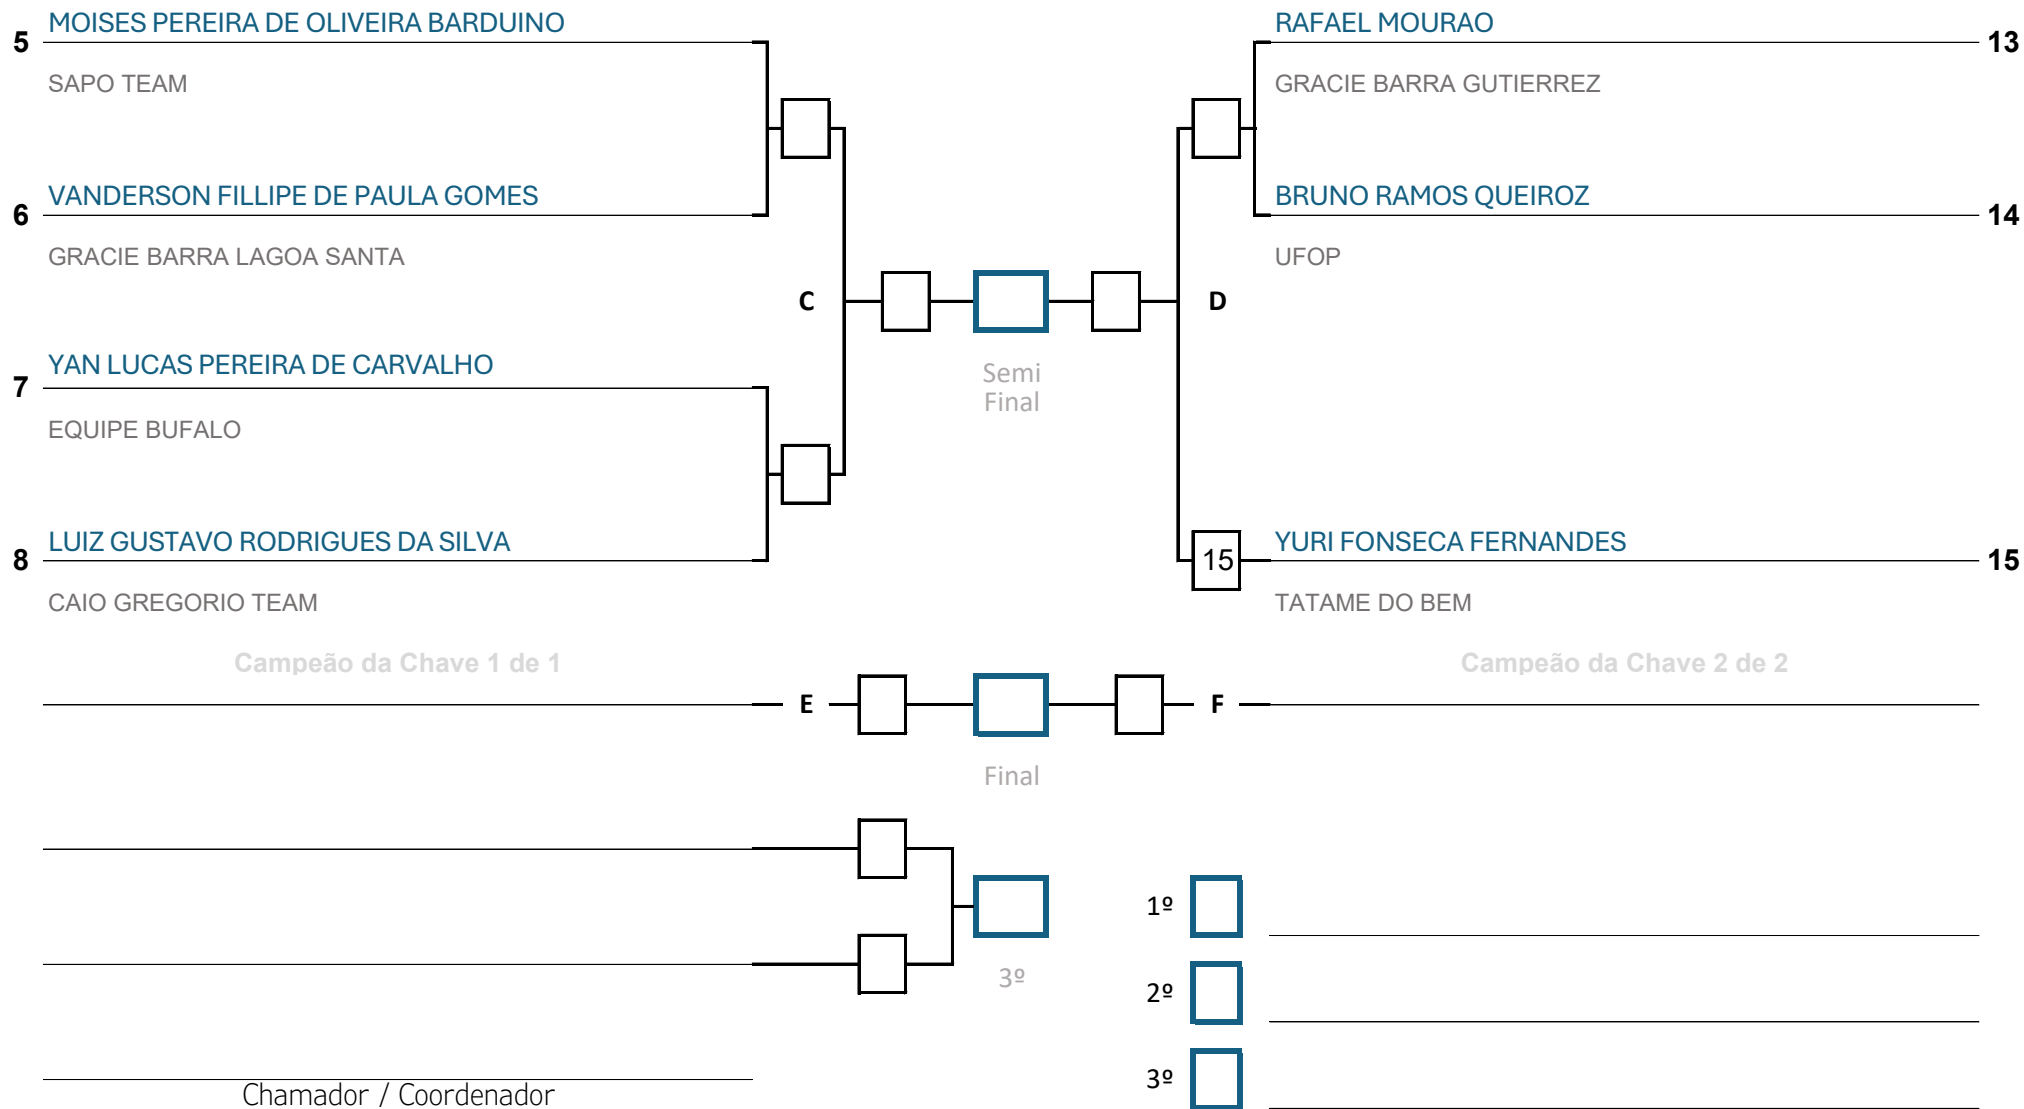 MOISES PEREIRA DE OLIVEIRA BARDUINO
5
SAPO TEAM
VANDERSON FILLIPE DE PAULA GOMES
6
GRACIE BARRA LAGOA SANTA
C
YAN LUCAS PEREIRA DE CARVALHO
7
EQUIPE BUFALO
LUIZ GUSTAVO RODRIGUES DA SILVA
8
CAIO GREGORIO TEAM
Semi
Final
RAFAEL MOURAO
13
GRACIE BARRA GUTIERREZ
BRUNO RAMOS QUEIROZ
14
UFOP
D
YURI FONSECA FERNANDES
15
15
TATAME DO BEM
Campeão da Chave 1 de 1
Campeão da Chave 2 de 2
E
F
Final
3º
1º
2º
3º
Chamador / Coordenador